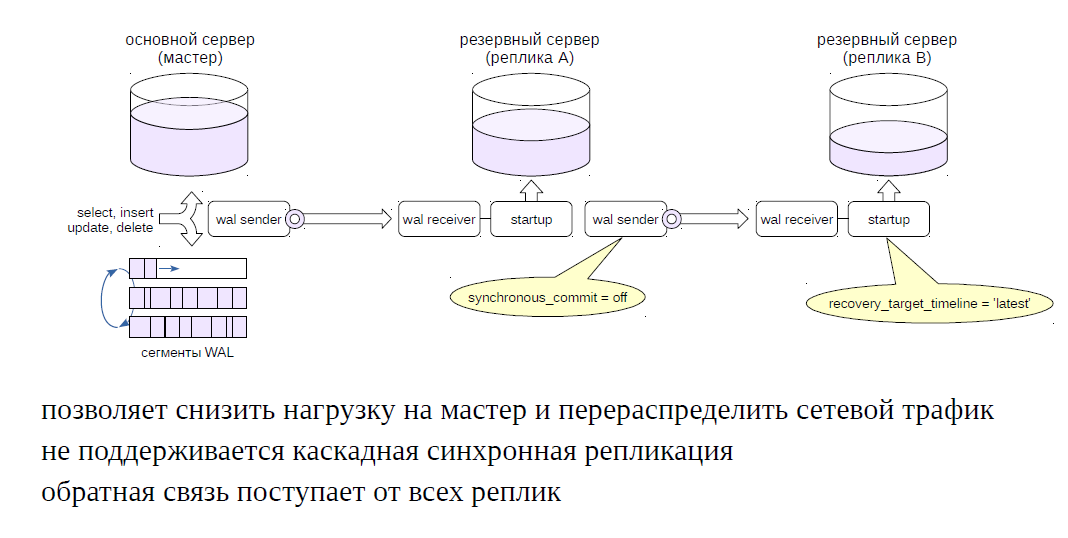 основной сервер
(мастер)
резервный сервер
(реплика A)
резервный сервер
(реплика B)
select, insert
update, delete
wal sender
wal receiver
startup
wal sender
wal receiver
startup
synchronous_commit = off
recovery_target_timeline = 'latest'
сегменты WAL
позволяет снизить нагрузку на мастер и перераспределить сетевой трафик
не поддерживается каскадная синхронная репликация
обратная связь поступает от всех реплик